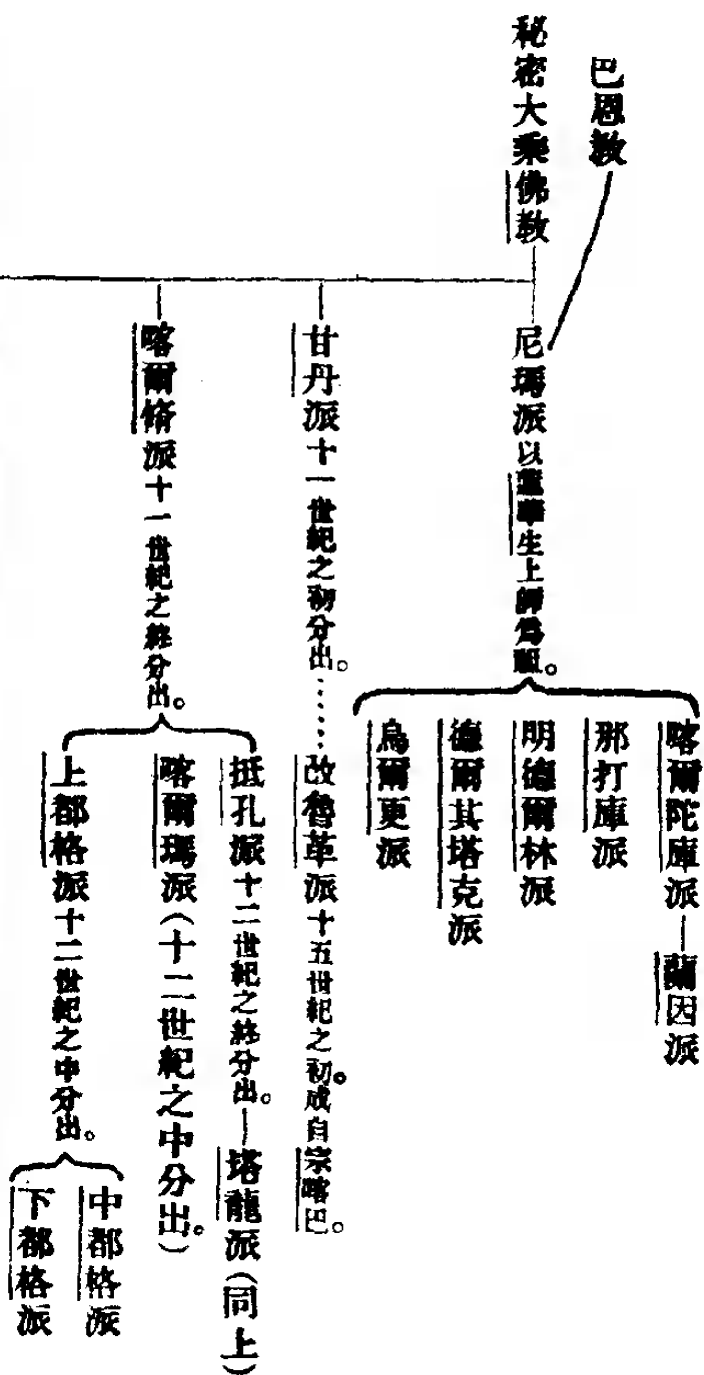 巴恩教
秘密大乘佛教
尼瑪派以蓮華生上師爲祖。
喀爾陀庫派
蘭因派
那打庫派
明德爾林派
德爾其塔克派
烏爾更派
甘丹派十一世紀之初分出。……改魯革派十五世紀之初。成自宗喀巴。
喀爾脩派十一世紀之終分出。
抵孔派十二世紀之終分出。
塔龍派(同上)
喀爾瑪派(十二世紀之中分出。)
上都格派十二世紀之中分出。
中都格派
下都格派